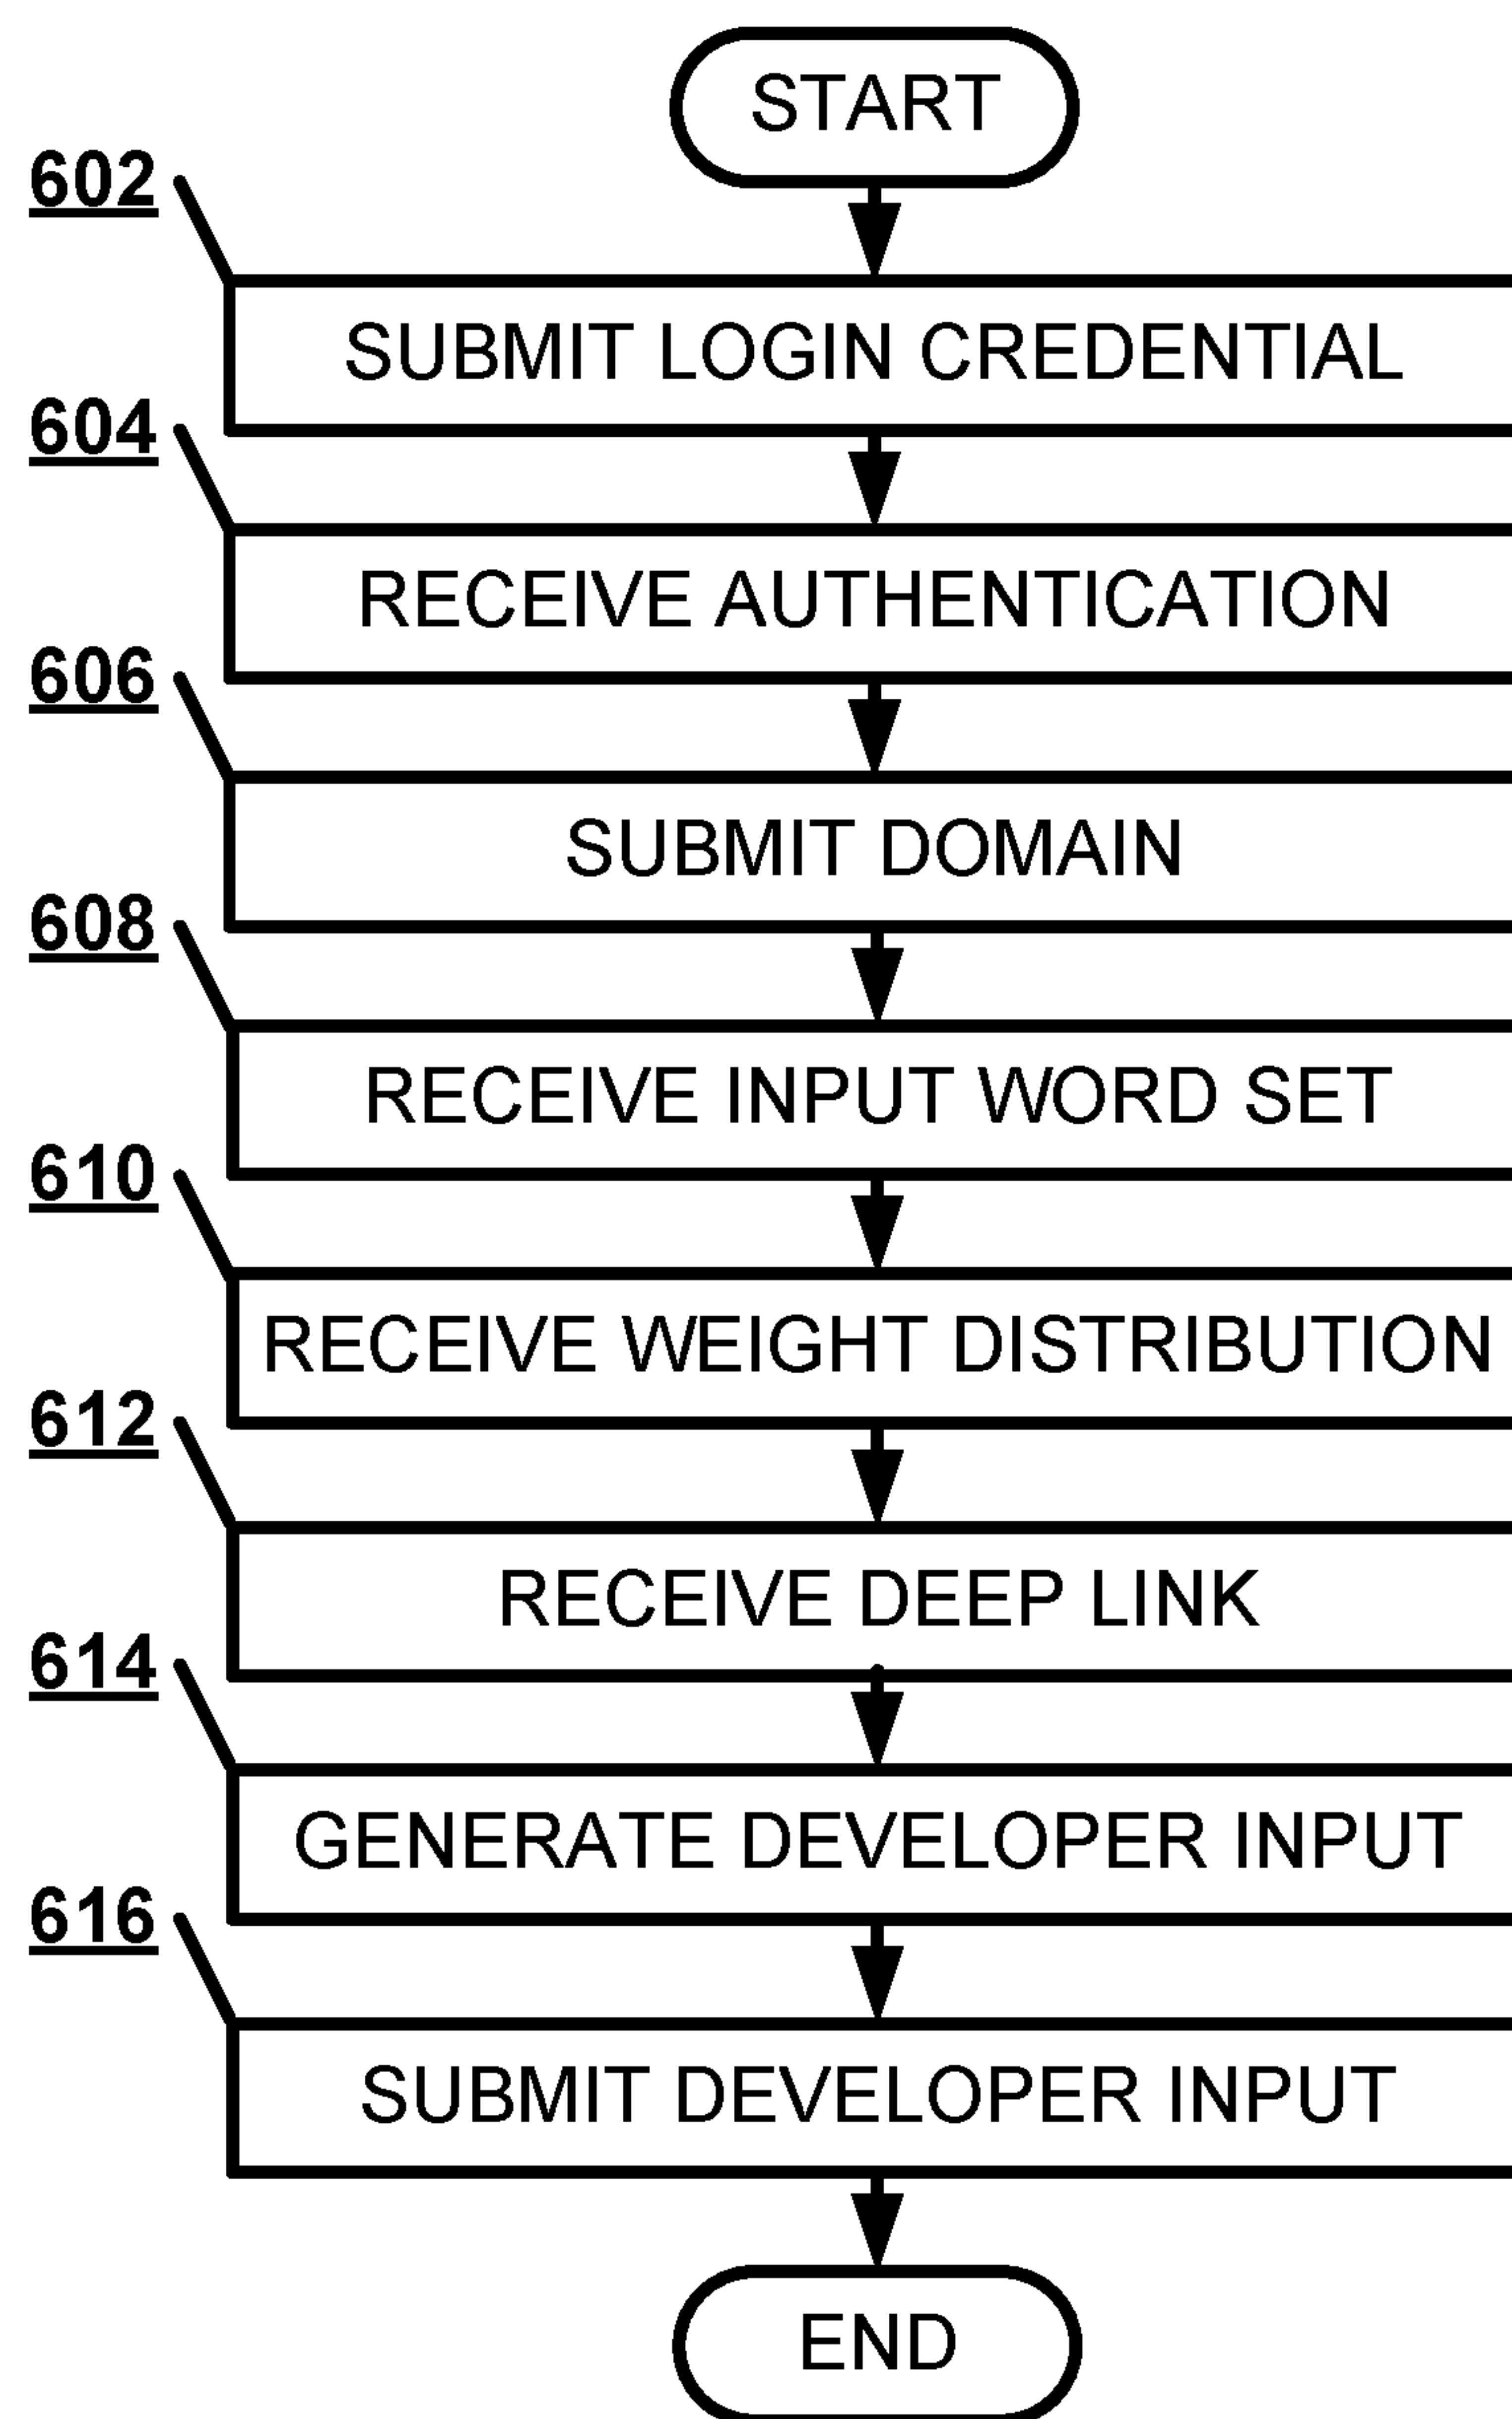 START
602
SUBMIT LOGIN CREDENTIAL
604
RECEIVE AUTHENTICATION
606
SUBMIT DOMAIN
608
RECEIVE INPUT WORD SET
610
RECEIVE WEIGHT DISTRIBUTION
612
RECEIVE DEEP LINK
614
GENERATE DEVELOPER INPUT
616
SUBMIT DEVELOPER INPUT
END